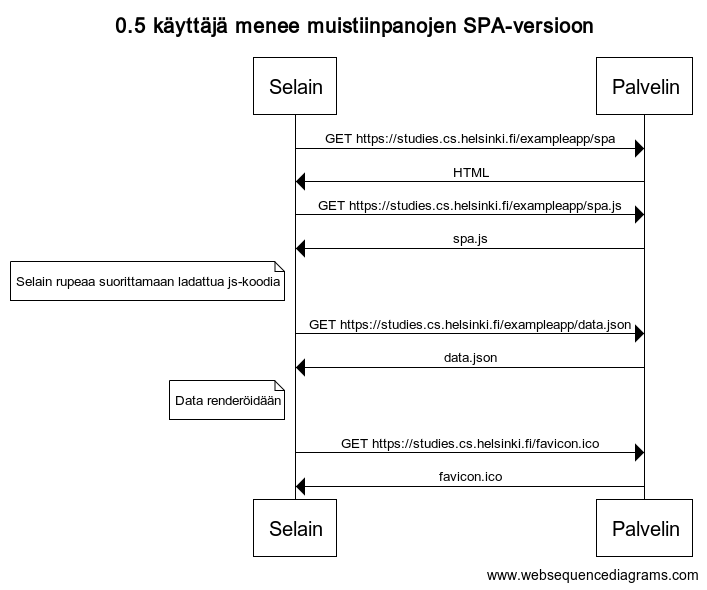 0.5 käyttäjä menee muistiinpanojen SPA-versioon
Selain
Palvelin
GET https://studies.cs.helsinki.fi/exampleapp/spa
HTML
GET https://studies.cs.helsinki.fi/exampleapp/spa.js
spa.js
Selain rupeaa suorittamaan ladattua js-koodia
GET https://studies.cs.helsinki.fi/exampleapp/data.json
data.json
Data renderöidään
GET https://studies.cs.helsinki.fi/favicon.ico
favicon.ico
Selain
Palvelin
www.websequencediagrams.com